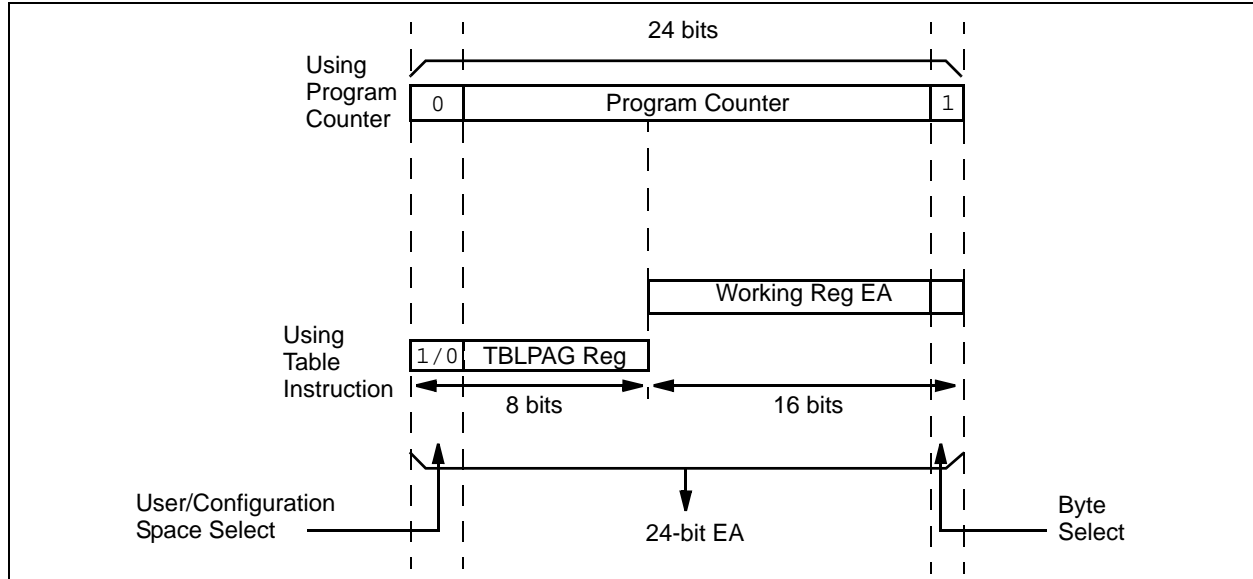 24 bits
Using
Program
Counter
0
Program Counter
1
Working Reg EA
Using
Table
Instruction
1/0
TBLPAG Reg
8 bits
16 bits
User/Configuration
Space Select
24-bit EA
Byte
Select